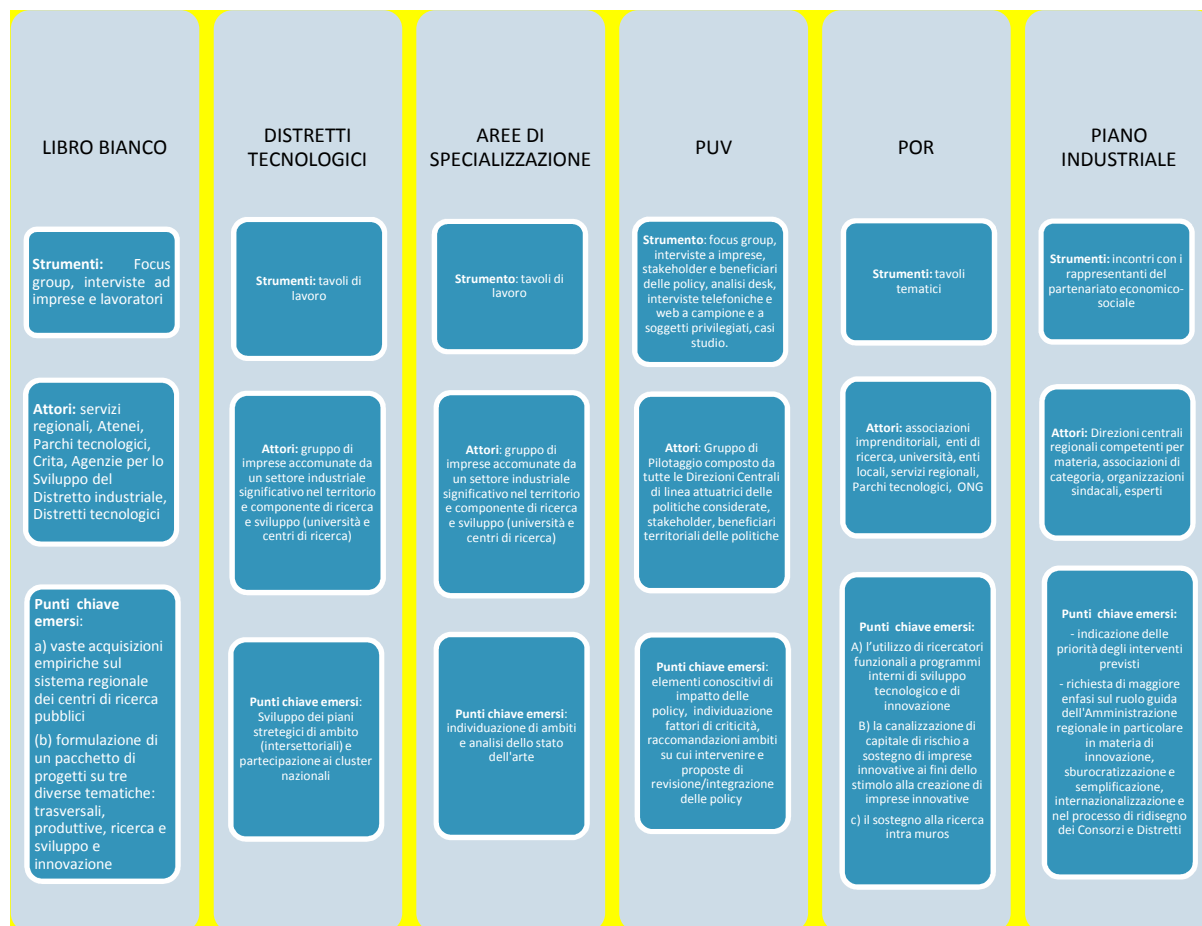 LIBRO BIANCO
Strumenti: Focus
group, interviste ad
imprese e lavoratori
Attori: servizi
regionali, Atenei,
Parchi tecnologici,
Crita, Agenzie per lo
Sviluppo del
Distretto industriale,
Distretti tecnologici
Punti chiave
emersi:
a) vaste acquisizioni
empiriche sul
sistema regionale
dei centri di ricerca
pubblici
(b) formulazione di
un pacchetto di
progetti su tre
diverse tematiche:
trasversali,
produttive, ricerca e
sviluppo e
innovazione
DISTRETTI
TECNOLOGICI
Strumenti: tavoli di
lavoro
Attori: gruppo di
imprese accomunate da
un settore industriale
significativo nel territorio
e componente di ricerca
e sviluppo (università e
centri di ricerca)
Punti chiave emersi:
Sviluppo dei piani
stretegici di ambito
(intersettoriali) e
partecipazione ai cluster
nazionali
AREE DI
SPECIALIZZAZIONE
Strumento: tavoli di
lavoro
Attori: gruppo di
imprese accomunate da
un settore industriale
significativo nel territorio
e componente di ricerca
e sviluppo (università e
centri di ricerca)
Punti chiave emersi:
individuazione di ambiti
e analisi dello stato
dell'arte
PUV
Strumento: focus group,
interviste a imprese,
stakeholder e beneficiari
delle policy, analisi desk,
interviste telefoniche e
web a campione e a
soggetti privilegiati, casi
studio.
Attori: Gruppo di
Pilotaggio composto da
tutte le Direzioni Centrali
di linea attuatrici delle
politiche considerate,
stakeholder, beneficiari
territoriali delle politiche
Punti chiave emersi:
elementi conoscitivi di
impatto delle
policy, individuazione
fattori di criticità,
raccomandazioni ambiti
su cui intervenire e
proposte di
revisione/integrazione
delle policy
POR
Strumenti: tavoli
tematici
Attori: associazioni
imprenditoriali, enti di
ricerca, università, enti
locali, servizi regionali,
Parchi tecnologici, ONG
Punti chiave emersi:
A) l'utilizzo di ricercatori
funzionali a programmi
interni di sviluppo
tecnologico e di
innovazione
B) la canalizzazione di
capitale di rischio a
sostegno di imprese
innovative ai fini dello
stimolo alla creazione di
imprese innovative
c) il sostegno alla ricerca
intra muros
PIANO
INDUSTRIALE
Strumenti: incontri con i
rappresentanti del
partenariato economico-
sociale
Attori: Direzioni centrali
regionali competenti per
materia, associazioni di
categoria, organizzazioni
sindacali, esperti
Punti chiave emersi:
- indicazione delle
priorità degli interventi
previsti
- richiesta di maggiore
enfasi sul ruolo guida
dell'Amministrazione
regionale in particolare
in materia di
innovazione,
sburocratizzazione e
semplificazione,
internazionalizzazione e
nel processo di ridisegno
dei Consorzi e Distretti